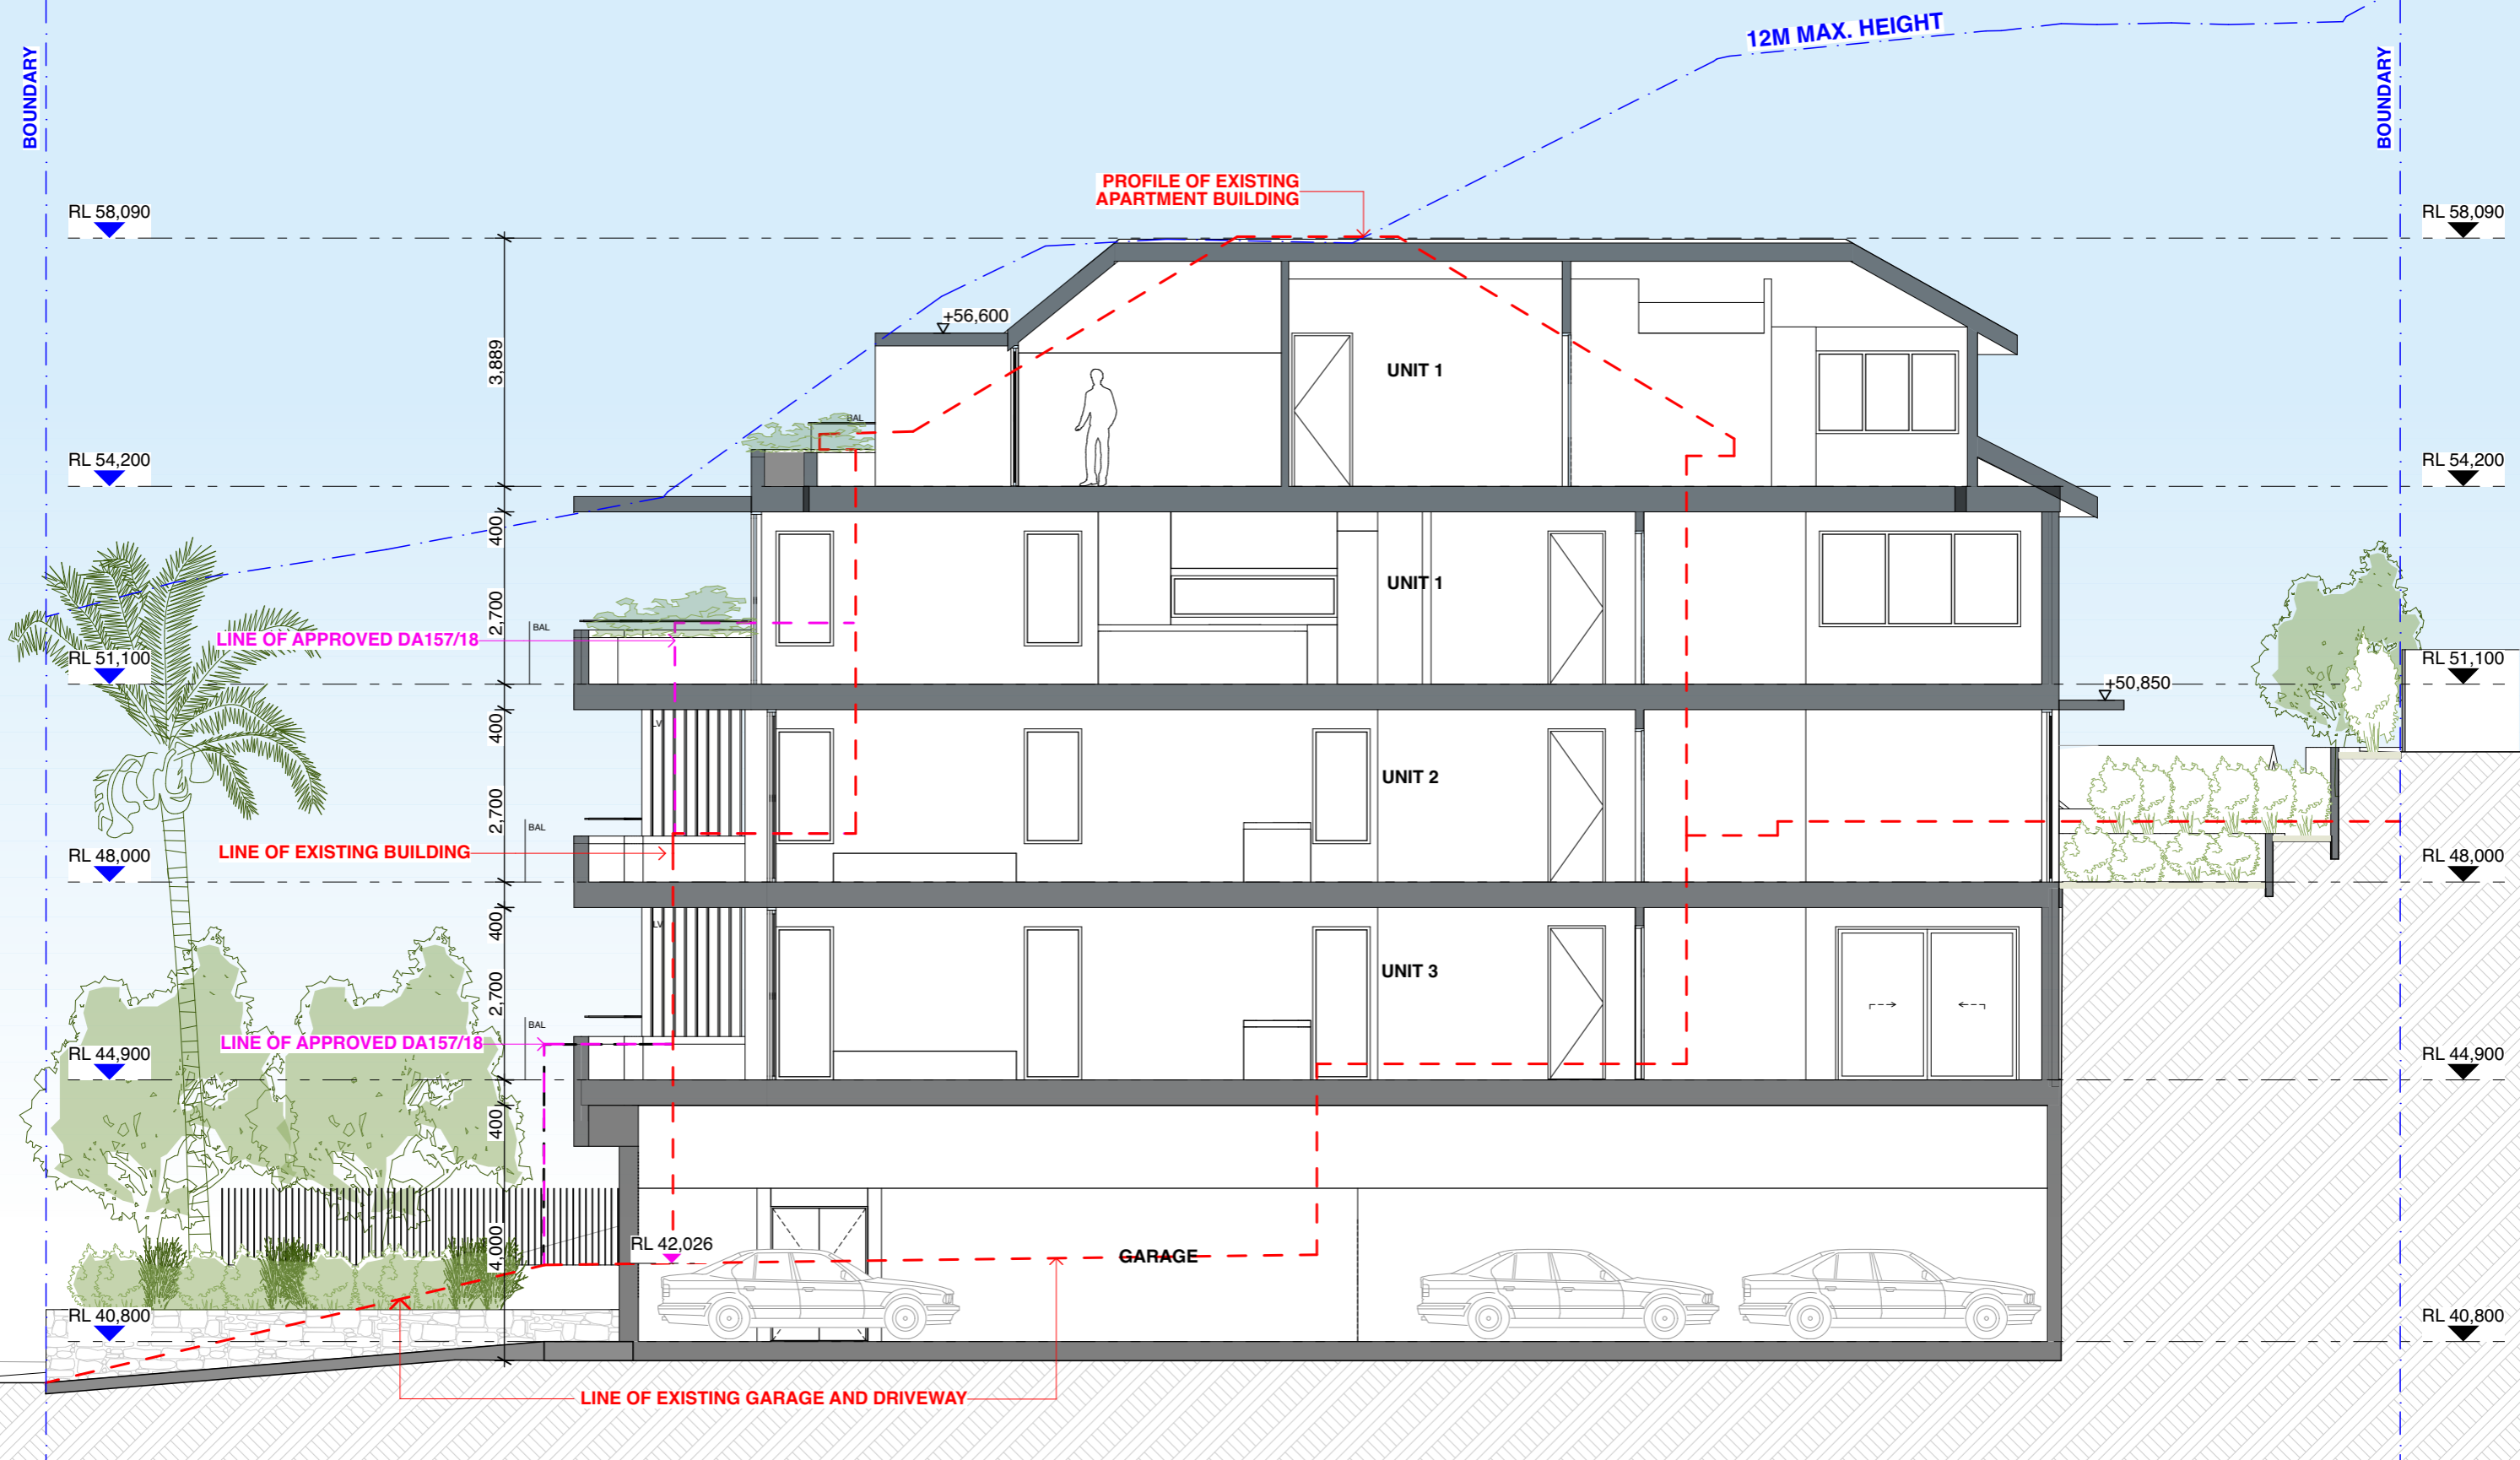 12M MAX. HEIGHT
BOUNDARY
BOUNDARY
PROFILE OF EXISTING
APARTMENT BUILDING
RL 58,090
RL 58,090
+56,600
3,889
UNIT 1
BAL
RL 54,200
RL 54,200
400
UNIT 1
2,700
BAL
LINE OF APPROVED DA157/18
RL 51,100
RL 51,100
+50,850
400
LV
UNIT 2
2,700
BAL
LINE OF EXISTING BUILDING
RL 48,000
RL 48,000
400
LV
UNIT 3
2,700
BAL
LINE OF APPROVED DA157/18
RL 44,900
RL 44,900
400
4,000
RL 42,026
GARAGE
RL 40,800
RL 40,800
LINE OF EXISTING GARAGE AND DRIVEWAY